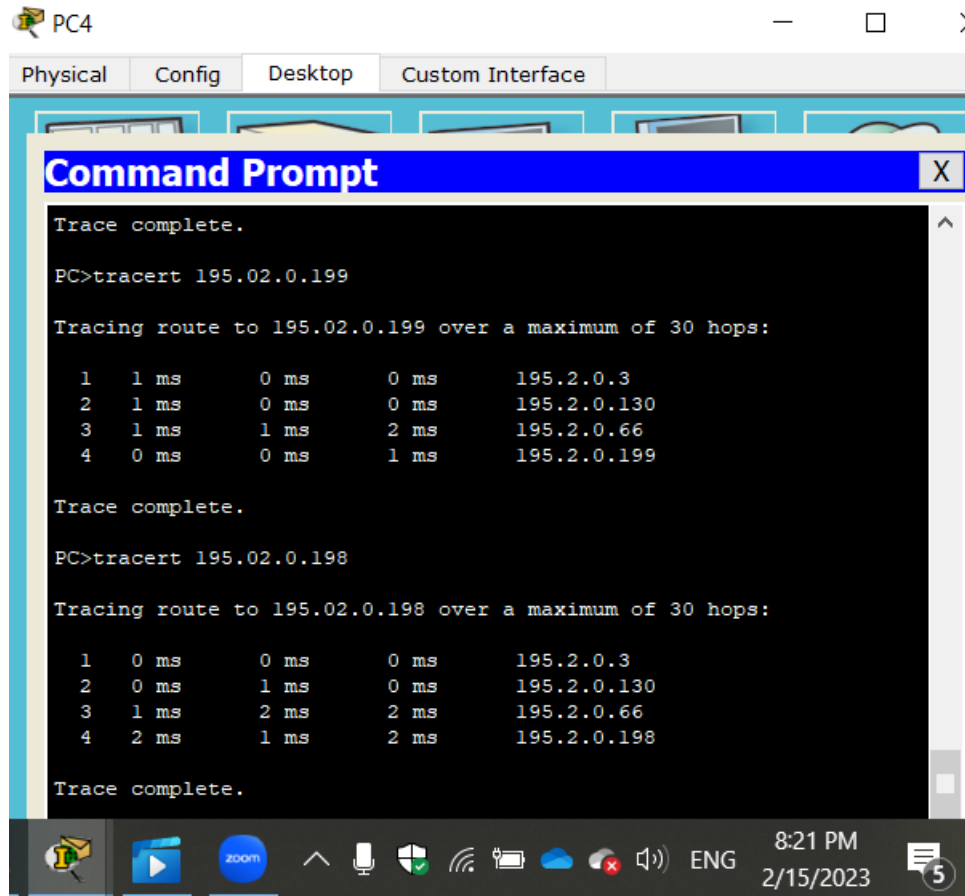 PC4
Physical Config Desktop Custom Interface
Command Prompt X
Trace complete.
PC>tracert 195.02.0.199
Tracing route to 195.02.0.199 over a maximum of 30 hops:
1 1 ms 0 ms 0 ms 195.2.0.3
2 1 ms 0 ms 0 ms 195.2.0.130
3 1 ms 1 ms 2 ms 195.2.0.66
4 0 ms 0 ms 1 ms 195.2.0.199
Trace complete.
PC>tracert 195.02.0.198
Tracing route to 195.02.0.198 over a maximum of 30 hops:
1 0 ms 0 ms 0 ms 195.2.0.3
2 0 ms 1 ms 0 ms 195.2.0.130
3 1 ms 2 ms 2 ms 195.2.0.66
4 2 ms 1 ms 2 ms 195.2.0.198
Trace complete.
zoom ENG 8:21 PM
2/15/2023 5